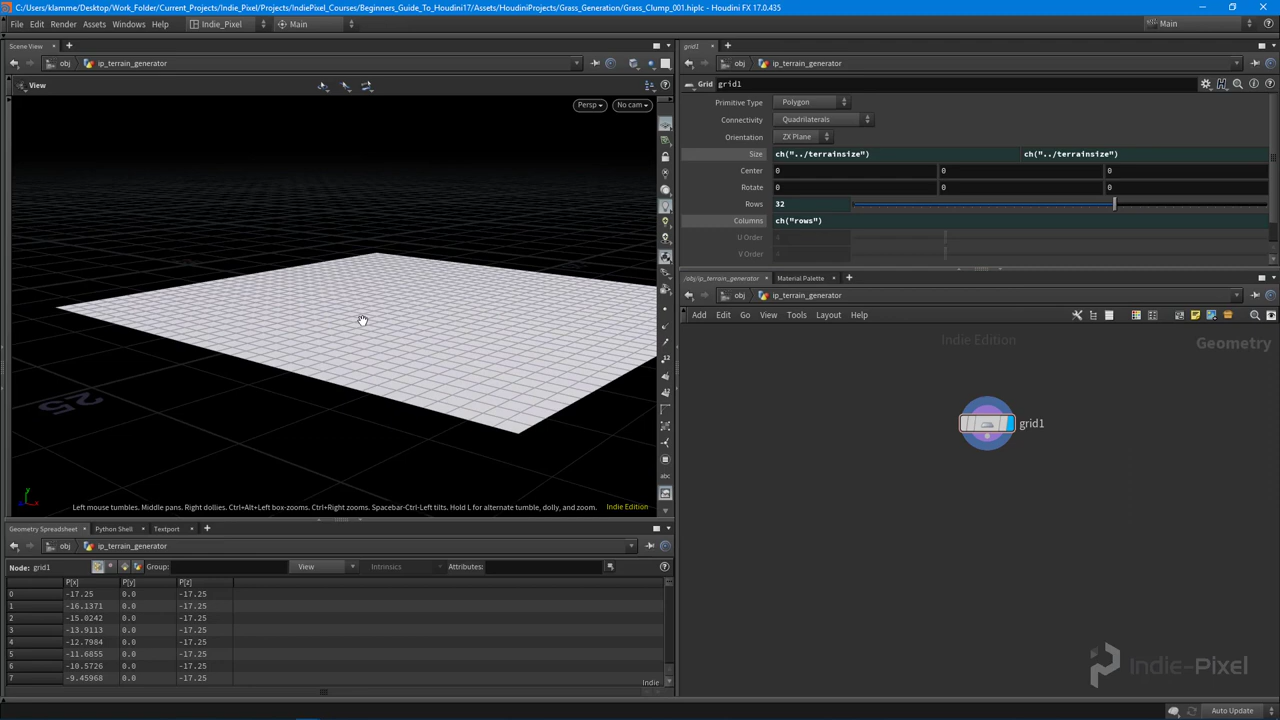 C:/Users/klamme/Desktop/Work_Folder/Current_Projects/Indie_Pixel/Projects/IndiePixel_Courses/Beginners_Guide_To_Houdini17/Assets/HoudiniProjects/Grass_Generation/Grass_Clump_001.hiplc - Houdini FX 17.0.435
File Edit Render Assets Windows Help Indie_Pixel Main Main
Scene View
obj ip_terrain_generator
View
Persp No cam
25
Left mouse tumbles. Middle pans. Right dollies. Ctrl+Alt+Left box-zooms. Ctrl+Right zooms. Spacebar-Ctrl-Left tilts. Hold L for alternate tumble, dolly, and zoom. Indie Edition
Geometry Spreadsheet Python Shell Textport
obj ip_terrain_generator
Node: grid1 Group: View Intrinsics Attributes:
P[x] P[y] P[z]
0 -17.25 0.0 -17.25
1 -16.1371 0.0 -17.25
2 -15.0242 0.0 -17.25
3 -13.9113 0.0 -17.25
4 -12.7984 0.0 -17.25
5 -11.6855 0.0 -17.25
6 -10.5726 0.0 -17.25
7 -9.45968 0.0 -17.25
Indie
grid1
obj ip_terrain_generator
Grid grid1
Primitive Type Polygon
Connectivity Quadrilaterals
Orientation ZX Plane
Size ch("../terrainsize") ch("../terrainsize")
Center 0 0 0
Rotate 0 0 0
Rows 32
Columns ch("rows")
U Order 4
V Order 4
/obj/ip_terrain_generator Material Palette
obj ip_terrain_generator
Add Edit Go View Tools Layout Help
Indie Edition
Geometry
grid1
Indie-Pixel
Auto Update